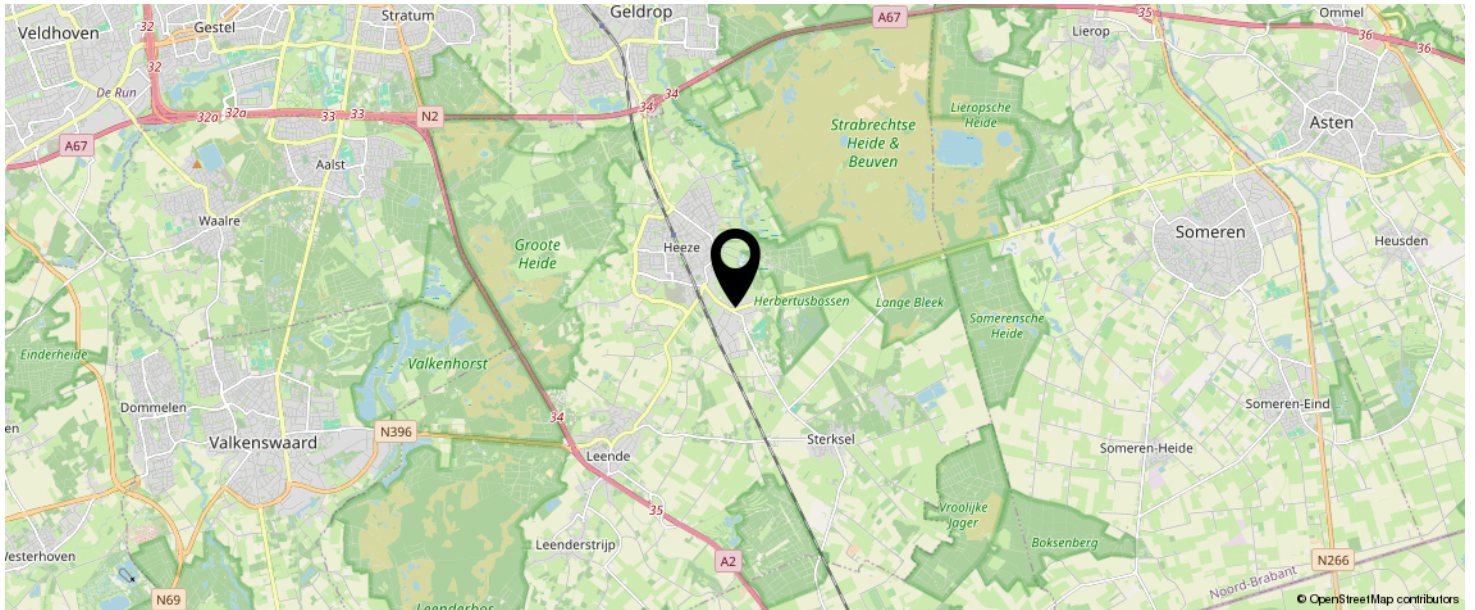 Geldrop
Stratum
A67
35
Ommel
32
Veldhoven
Gestel
Lierop
36
36
32
De Run
34
34
32a
32a
33
33
N2
Lieropsche
Heide
Asten
Strabrechtse
Heide &
Beuven
A67
Aalst
Waalre
Someren
Heusden
Groote
Heide
Heeze
Herbertusbossen
Lange Bleek
Somerensche
Heide
Einderheide
Valkenhorst
Dommelen
Someren-Eind
34
en
N396
Valkenswaard
Sterksel
Leende
Someren-Heide
35
Vroolijke
Jager
Leenderstrijp
Boksenberg
Westerhoven
A2
N266
Noord-Brabant
N69
Leenderbos
© OpenStreetMap contributors